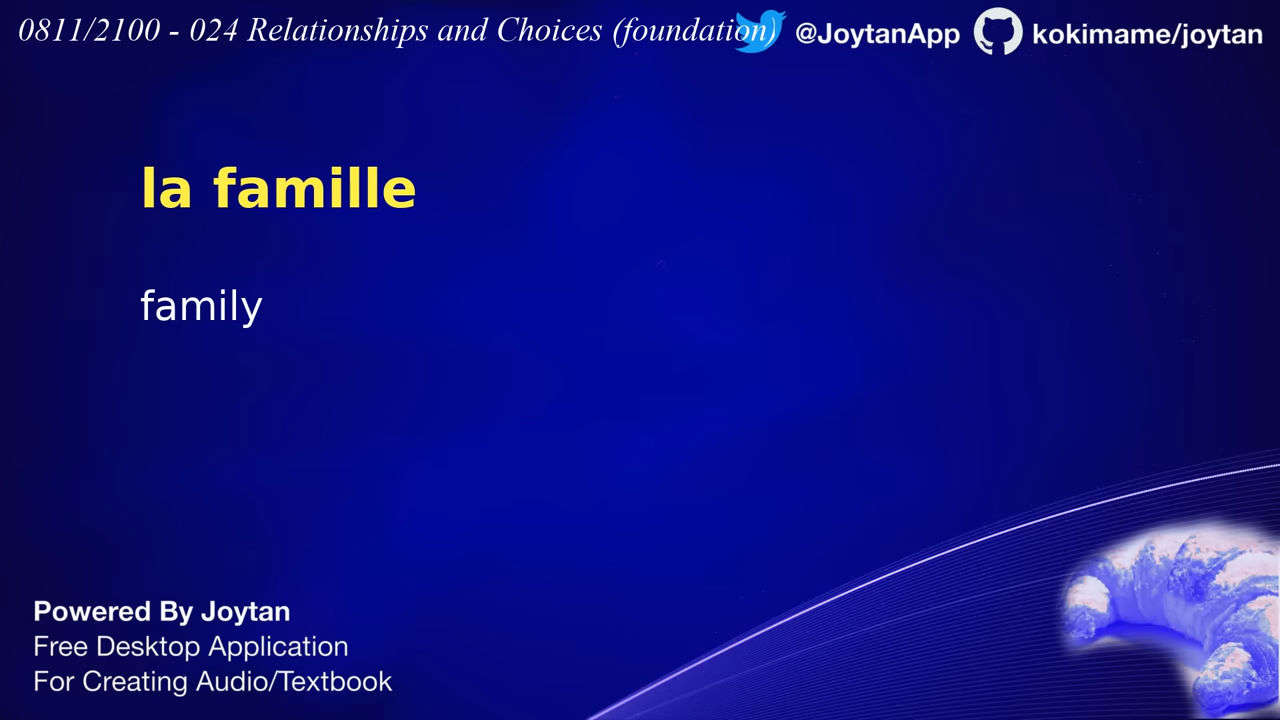 0811/2100 - 024 Relationships and Choices (foundation)
@JoytanApp
kokimame/joytan
la famille
family
Powered By Joytan
Free Desktop Application
For Creating Audio/Textbook